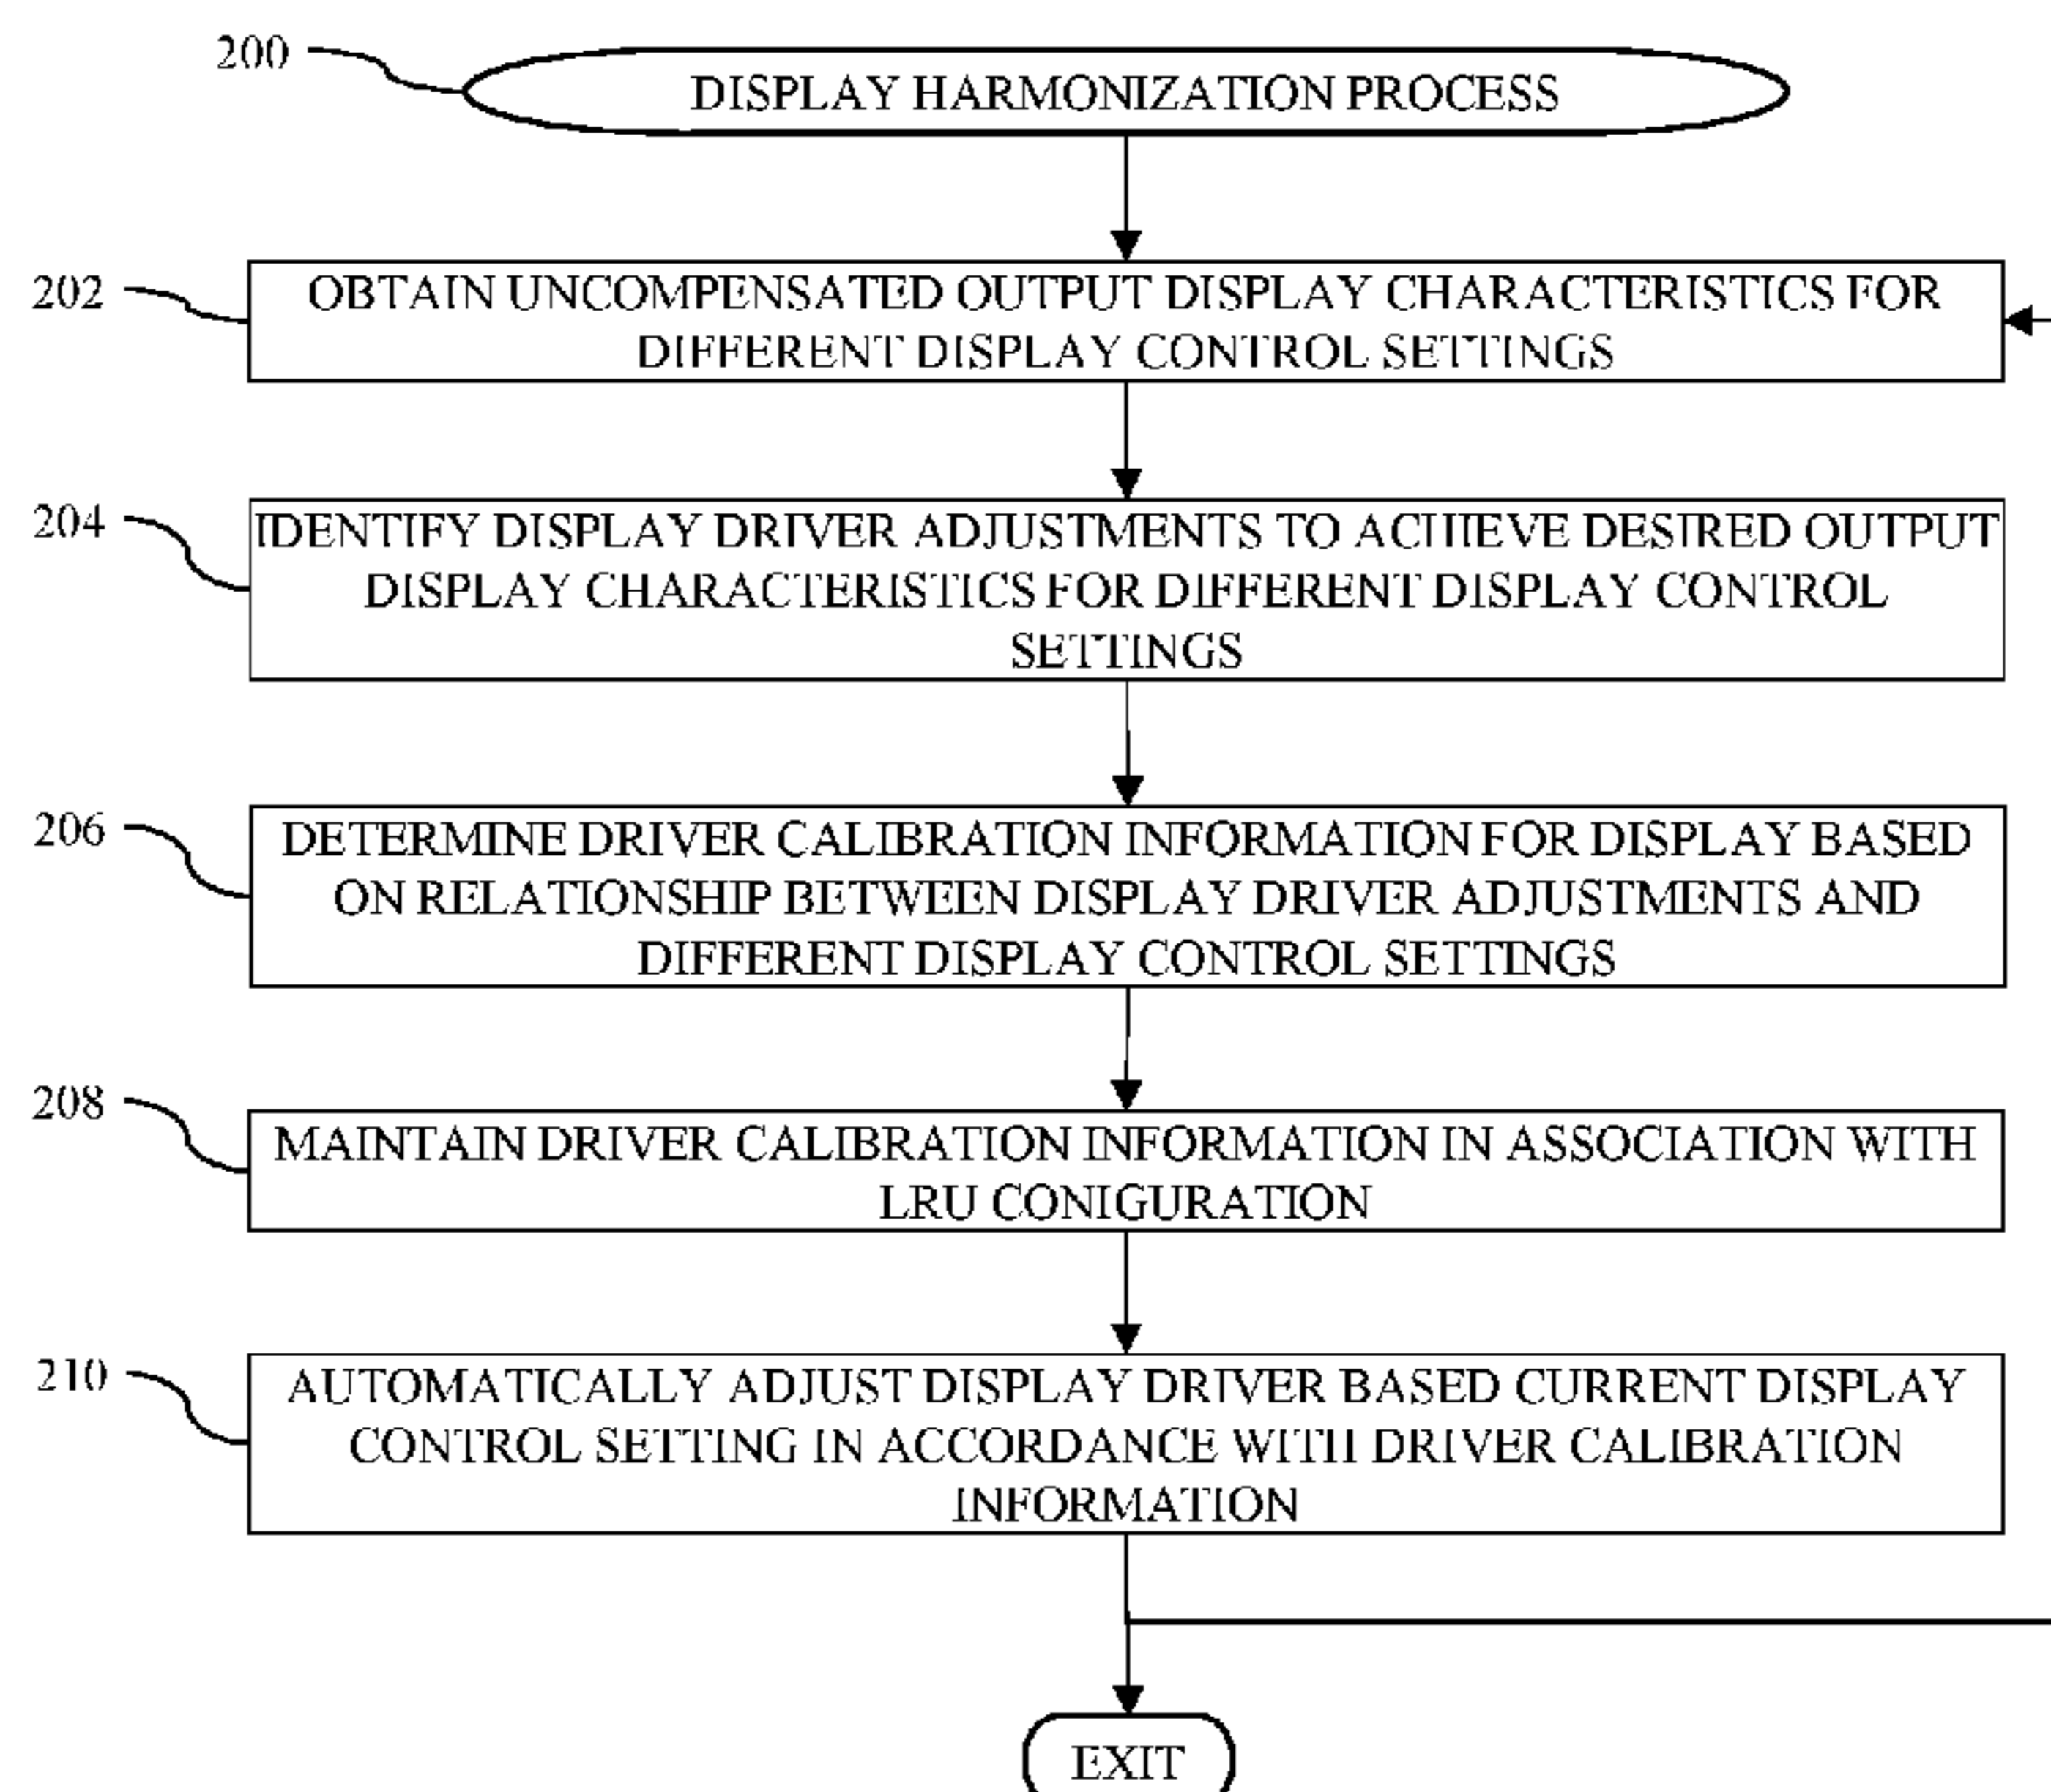 200
DISPLAY HARMONIZATION PROCESS
202
OBTAIN UNCOMPENSATED OUTPUT DISPLAY CHARACTERISTICS FOR
DIFFERENT DISPLAY CONTROL SETTINGS
204
IDENTIFY DISPLAY DRIVER ADJUSTMENTS TO ACHIEVE DESIRED OUTPUT
DISPLAY CHARACTERISTICS FOR DIFFERENT DISPLAY CONTROL
SETTINGS
206
DETERMINE DRIVER CALIBRATION INFORMATION FOR DISPLAY BASED
ON RELATIONSHIP BETWEEN DISPLAY DRIVER ADJUSTMENTS AND
DIFFERENT DISPLAY CONTROL SETTINGS
208
MAINTAIN DRIVER CALIBRATION INFORMATION IN ASSOCIATION WITH
LRU CONIGURATION
210
AUTOMATICALLY ADJUST DISPLAY DRIVER BASED CURRENT DISPLAY
CONTROL SETTING IN ACCORDANCE WITH DRIVER CALIBRATION
INFORMATION
EXIT